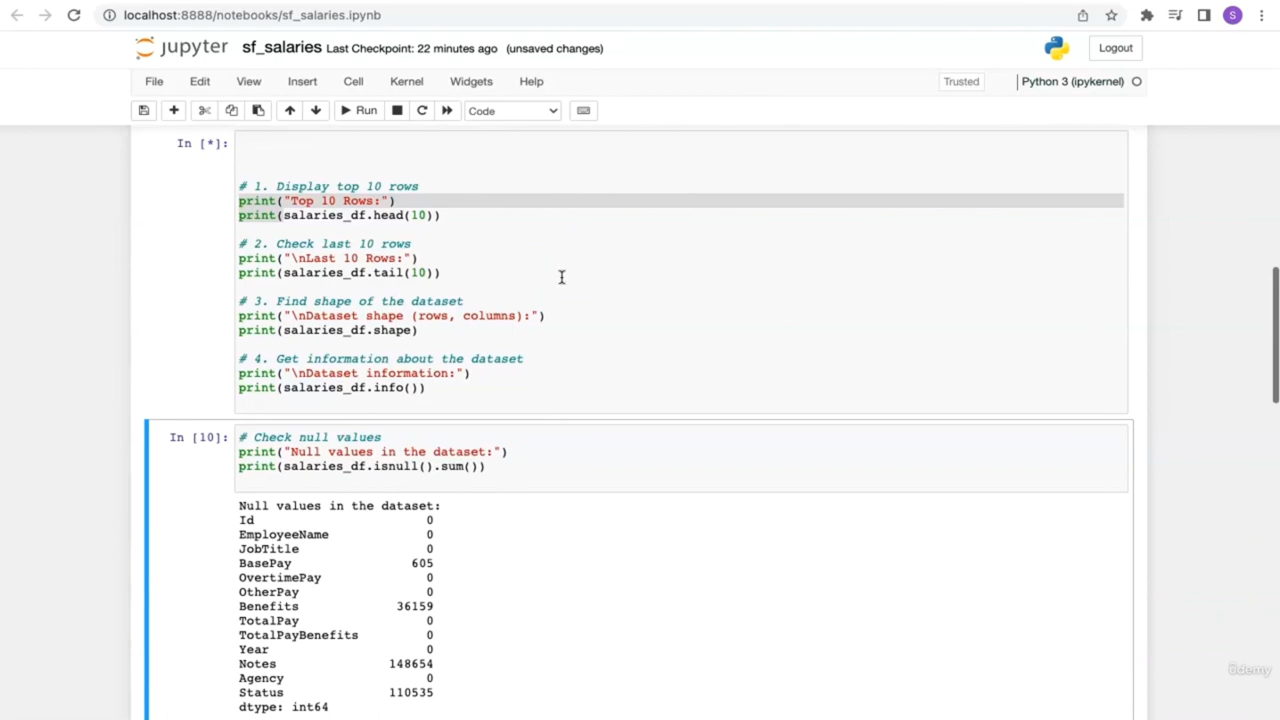 localhost:8888/notebooks/sf_salaries.ipynb
S
jupyter sf_salaries Last Checkpoint: 22 minutes ago (unsaved changes)
Logout
File Edit View Insert Cell Kernel Widgets Help
Trusted
Python 3 (ipykernel)
Run
Code
In [*]:
# 1. Display top 10 rows
print("Top 10 Rows:")
print(salaries_df.head(10))
# 2. Check last 10 rows
print("\nLast 10 Rows:")
print(salaries_df.tail(10))
# 3. Find shape of the dataset
print("\nDataset shape (rows, columns):")
print(salaries_df.shape)
# 4. Get information about the dataset
print("\nDataset information:")
print(salaries_df.info())
In [10]:
# Check null values
print("Null values in the dataset:")
print(salaries_df.isnull().sum())
Null values in the dataset:
Id 0
EmployeeName 0
JobTitle 0
BasePay 605
OvertimePay 0
OtherPay 0
Benefits 36159
TotalPay 0
TotalPayBenefits 0
Year 0
Notes 148654
Agency 0
Status 110535
dtype: int64
ûdemy